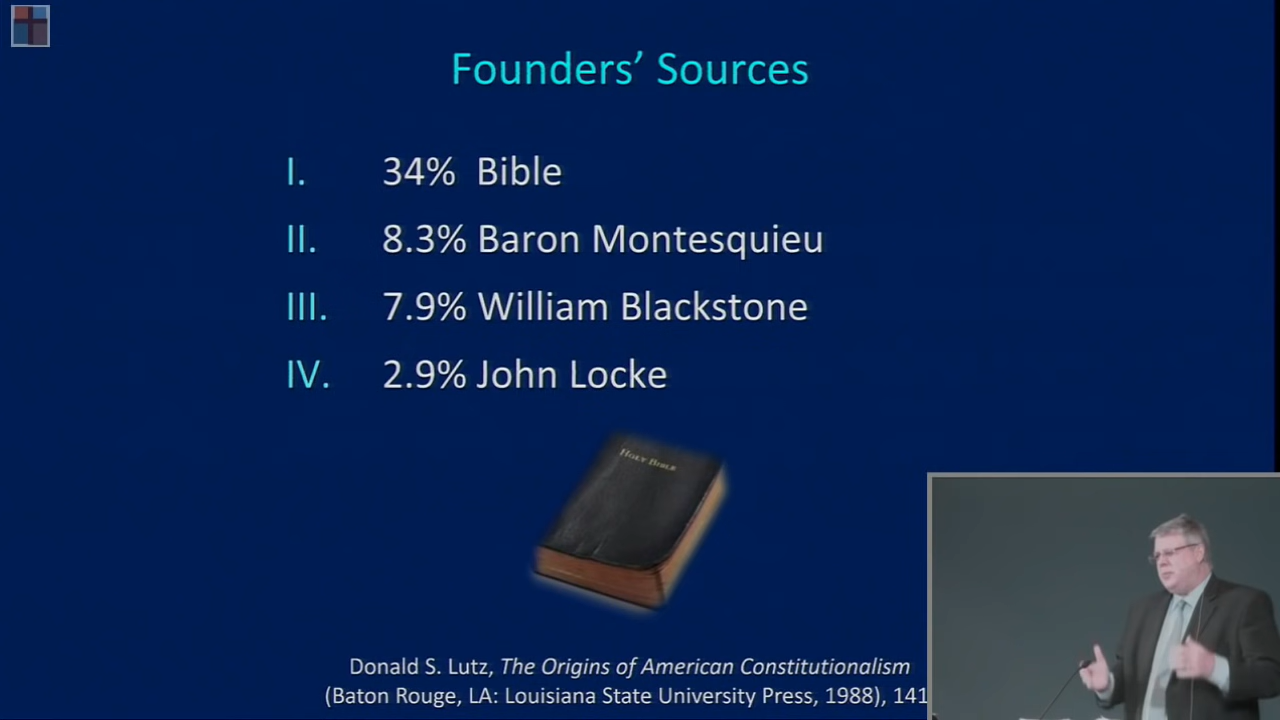 Founders’ Sources
I. 34% Bible
II. 8.3% Baron Montesquieu
III. 7.9% William Blackstone
IV. 2.9% John Locke
HOLY BIBLE
Donald S. Lutz, The Origins of American Constitutionalism
(Baton Rouge, LA: Louisiana State University Press, 1988), 141